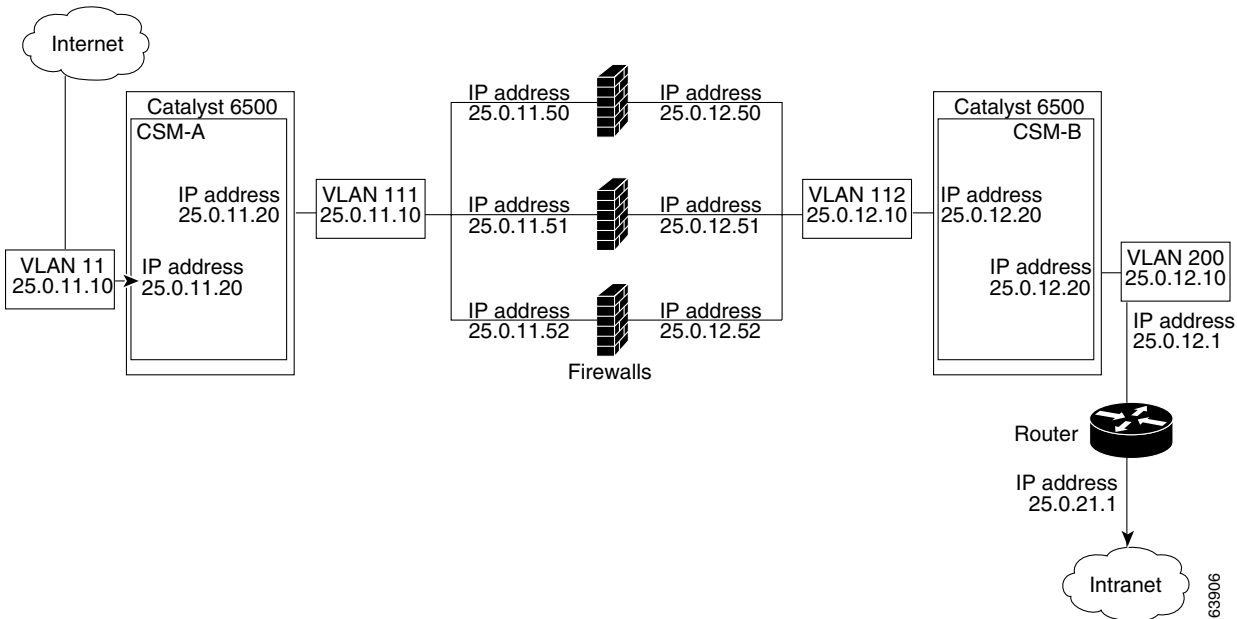 Internet
Catalyst 6500
CSM-A
IP address
25.0.11.20
VLAN 11
25.0.11.10
IP address
25.0.11.20
VLAN 111
25.0.11.10
IP address
25.0.11.50
IP address
25.0.12.50
IP address
25.0.11.51
IP address
25.0.12.51
IP address
25.0.11.52
IP address
25.0.12.52
Firewalls
VLAN 112
25.0.12.10
Catalyst 6500
CSM-B
IP address
25.0.12.20
IP address
25.0.12.20
VLAN 200
25.0.12.10
IP address
25.0.12.1
Router
IP address
25.0.21.1
Intranet
63906